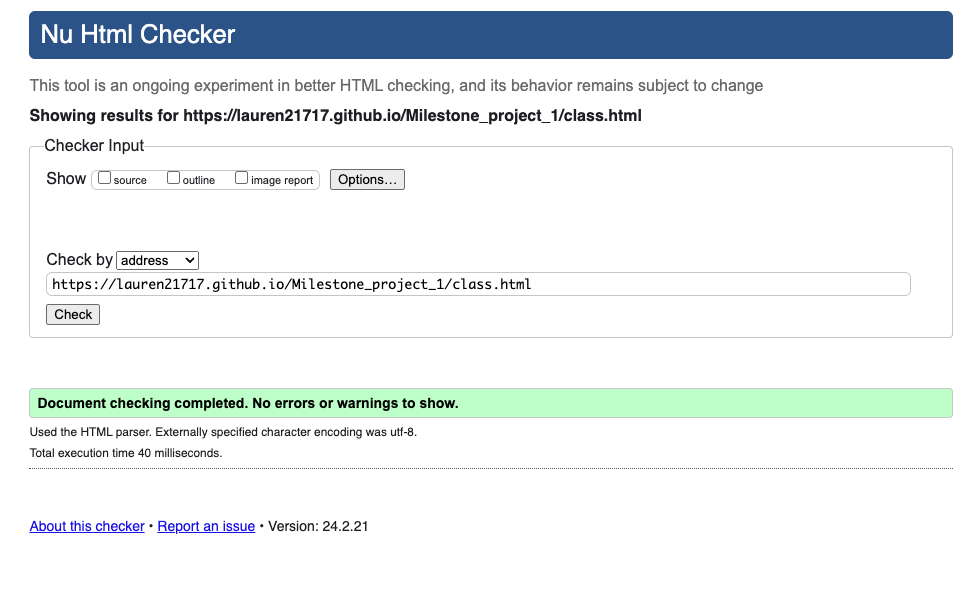 Nu Html Checker
This tool is an ongoing experiment in better HTML checking, and its behavior remains subject to change
Showing results for https://lauren21717.github.io/Milestone_project_1/class.html
Checker Input
Show source outline image report Options...
Check by address
https://lauren21717.github.io/Milestone_project_1/class.html
Check
Document checking completed. No errors or warnings to show.
Used the HTML parser. Externally specified character encoding was utf-8.
Total execution time 40 milliseconds.
About this checker • Report an issue • Version: 24.2.21